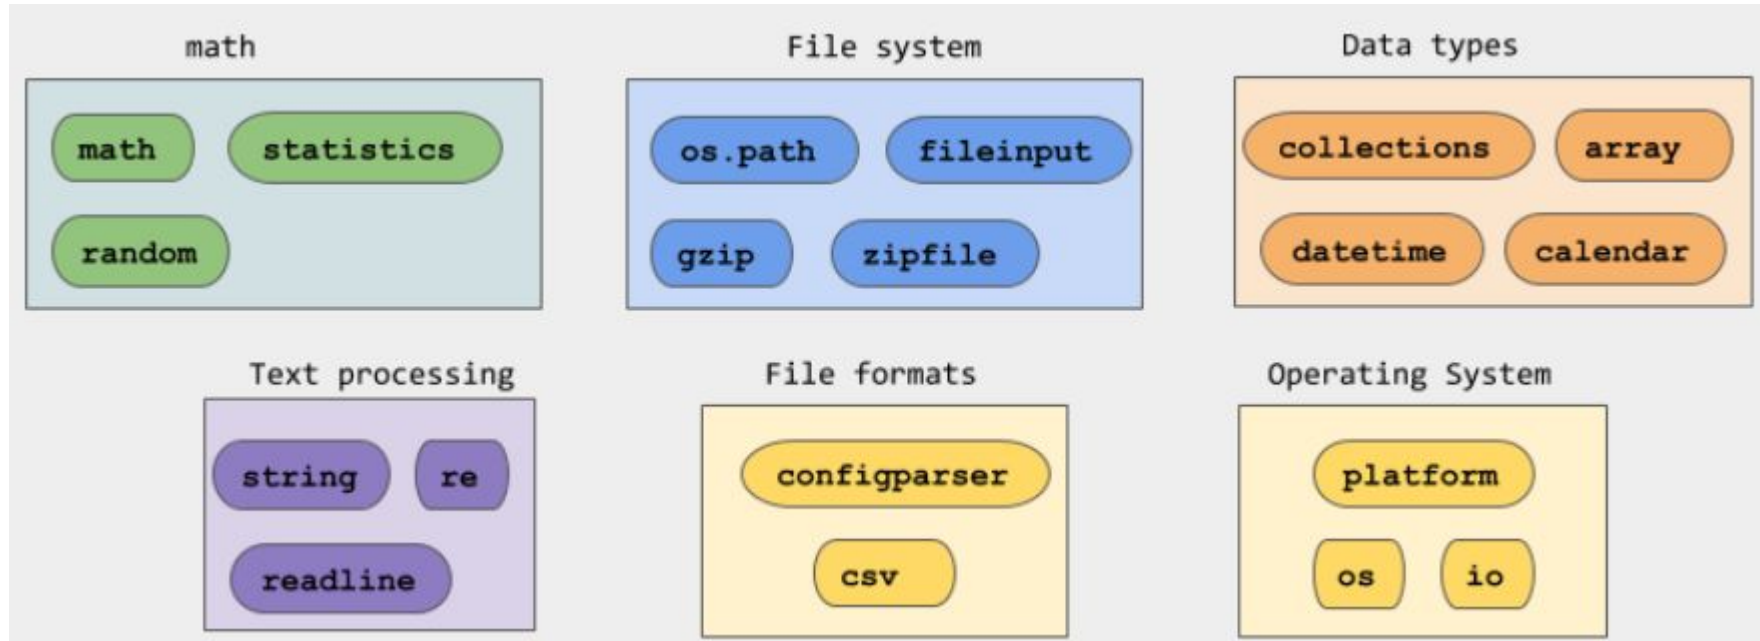 math
math
statistics
random
File system
os.path
fileinput
gzip
zipfile
Data types
collections
array
datetime
calendar
Text processing
string
re
readline
File formats
configparser
csv
Operating System
platform
os
io